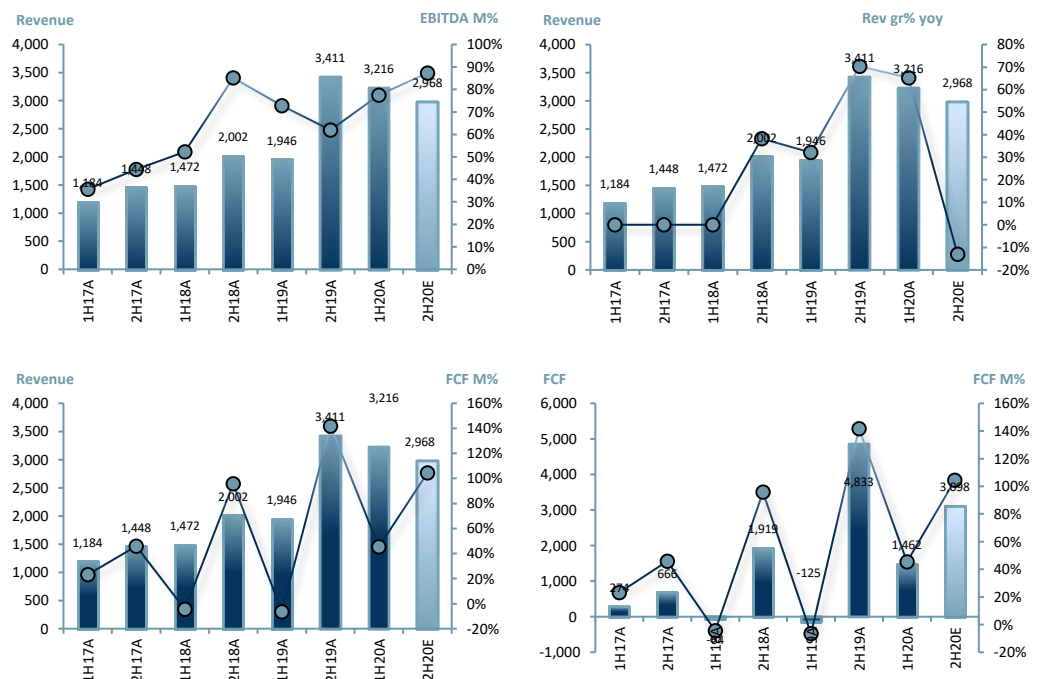 Revenue
EBITDA M%
4,000
3,500
3,000
2,500
2,000
1,500
1,000
500
0
100%
90%
80%
70%
60%
50%
40%
30%
20%
10%
0%
1,184
1,448
1,472
2,002
1,946
3,411
3,216
2,968
1H17A
2H17A
1H18A
2H18A
1H19A
2H19A
1H20A
2H20E
Revenue
Rev gr% yoy
4,000
3,500
3,000
2,500
2,000
1,500
1,000
500
0
80%
70%
60%
50%
40%
30%
20%
10%
0%
-10%
-20%
1,184
1,448
1,472
2,002
1,946
3,411
3,216
2,968
1H17A
2H17A
1H18A
2H18A
1H19A
2H19A
1H20A
2H20E
Revenue
FCF M%
4,000
3,500
3,000
2,500
2,000
1,500
1,000
500
0
160%
140%
120%
100%
80%
60%
40%
20%
0%
-20%
1,184
1,448
1,472
2,002
1,946
3,411
3,216
2,968
1H17A
2H17A
1H18A
2H18A
1H19A
2H19A
1H20A
2H20E
FCF
FCF M%
6,000
5,000
4,000
3,000
2,000
1,000
0
-1,000
160%
140%
120%
100%
80%
60%
40%
20%
0%
-20%
274
666
-64
1,919
-125
4,833
1,462
3,098
1H17A
2H17A
1H18A
2H18A
1H19A
2H19A
1H20A
2H20E